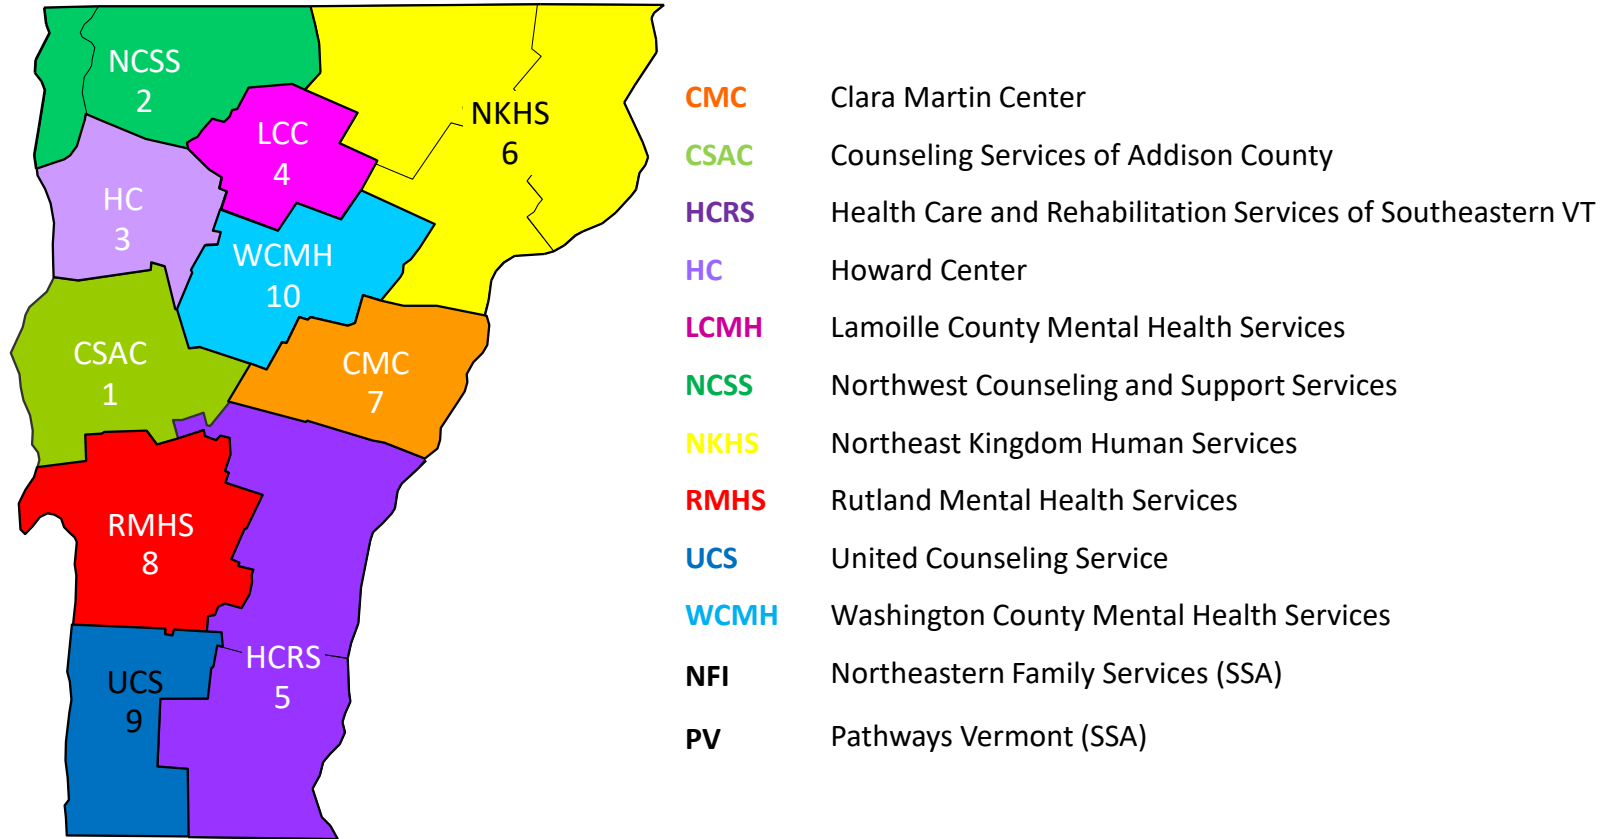 NCSS
2
LCC
4
NKHS
6
HC
3
WCMH
10
CSAC
1
CMC
7
RMHS
8
HCRS
5
UCS
9
CMC Clara Martin Center
CSAC Counseling Services of Addison County
HCRS Health Care and Rehabilitation Services of Southeastern VT
HC Howard Center
LCMH Lamoille County Mental Health Services
NCSS Northwest Counseling and Support Services
NKHS Northeast Kingdom Human Services
RMHS Rutland Mental Health Services
UCS United Counseling Service
WCMH Washington County Mental Health Services
NFI Northeastern Family Services (SSA)
PV Pathways Vermont (SSA)